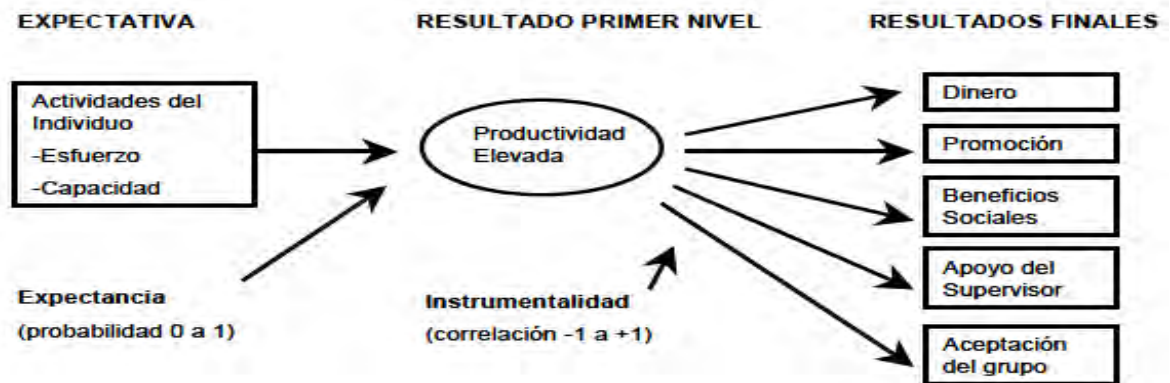 EXPECTATIVA
RESULTADO PRIMER NIVEL
RESULTADOS FINALES
Actividades del
Individuo
-Esfuerzo
-Capacidad
Productividad
Elevada
Dinero
Promoción
Beneficios
Sociales
Apoyo del
Supervisor
Aceptación
del grupo
Expectancia
(probabilidad 0 a 1)
Instrumentalidad
(correlación -1 a +1)